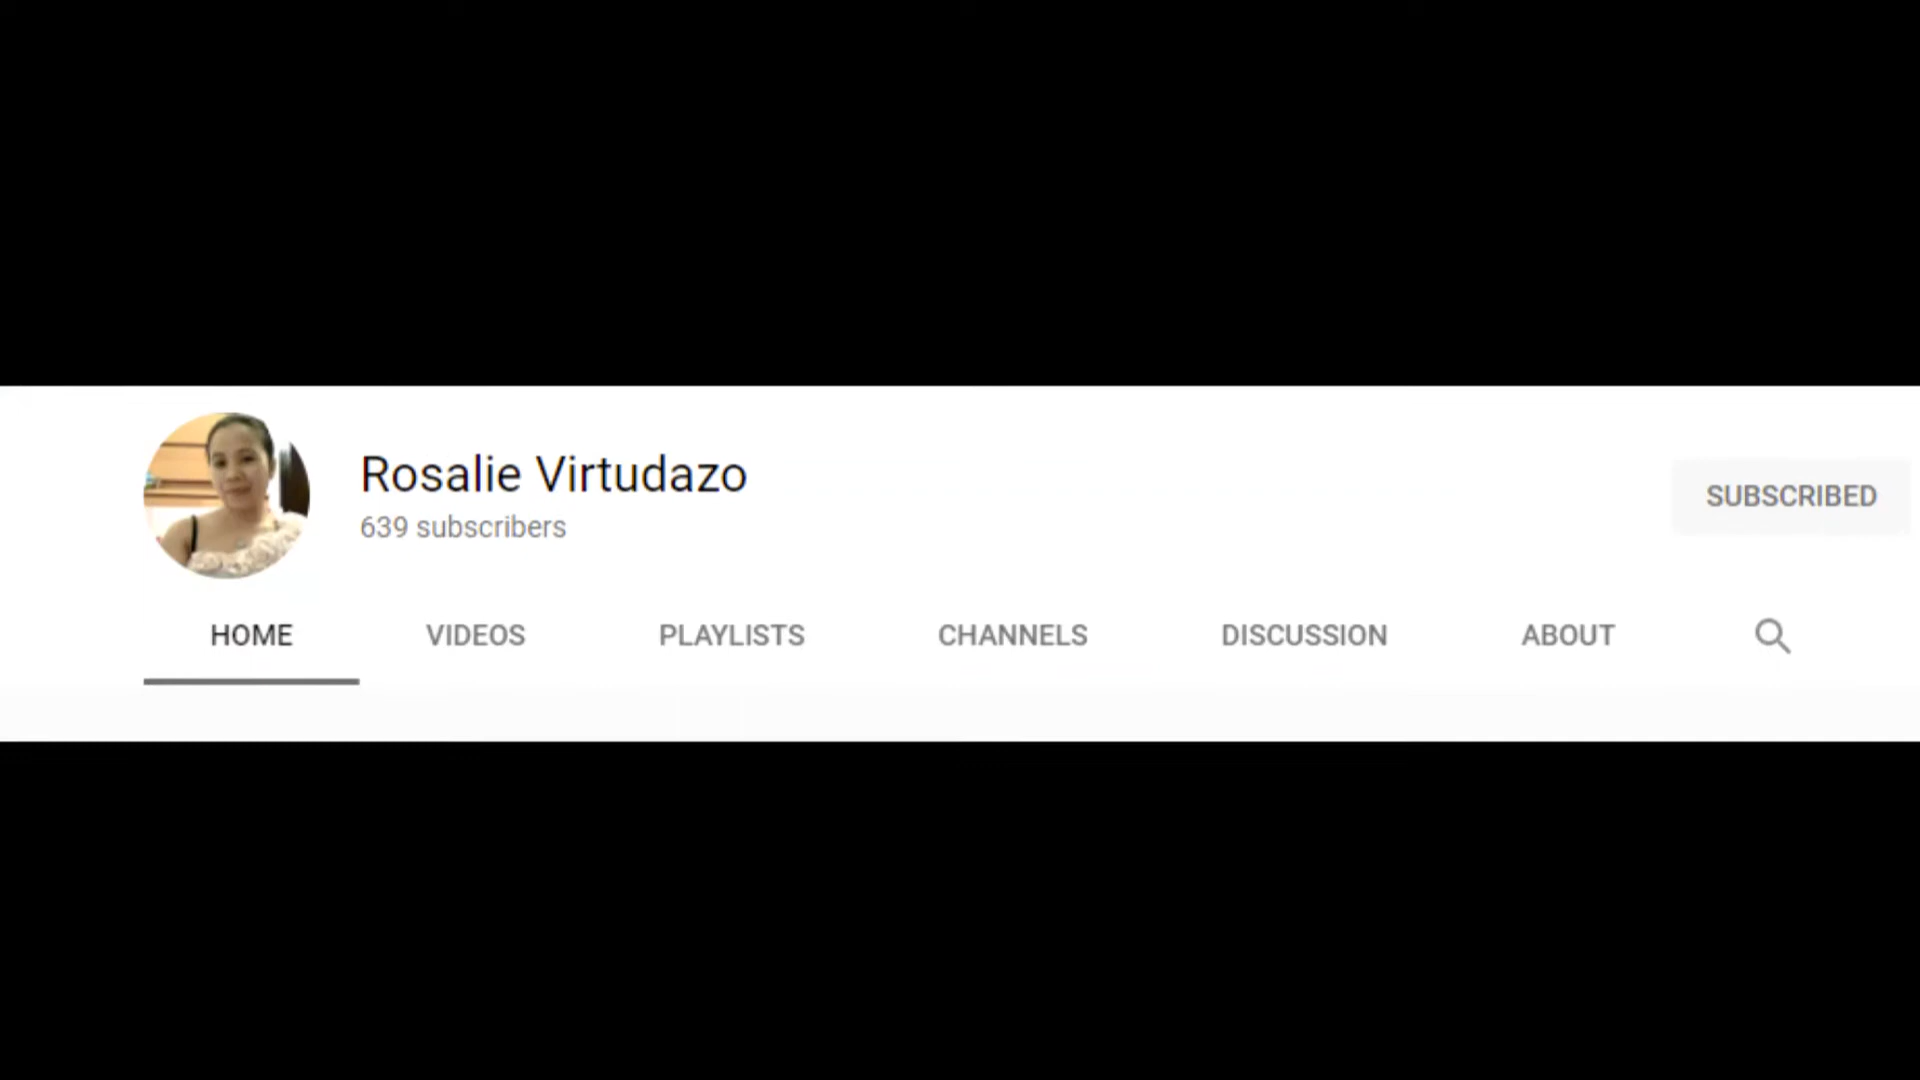 Rosalie Virtudazo
639 subscribers
SUBSCRIBED
HOME VIDEOS PLAYLISTS CHANNELS DISCUSSION ABOUT